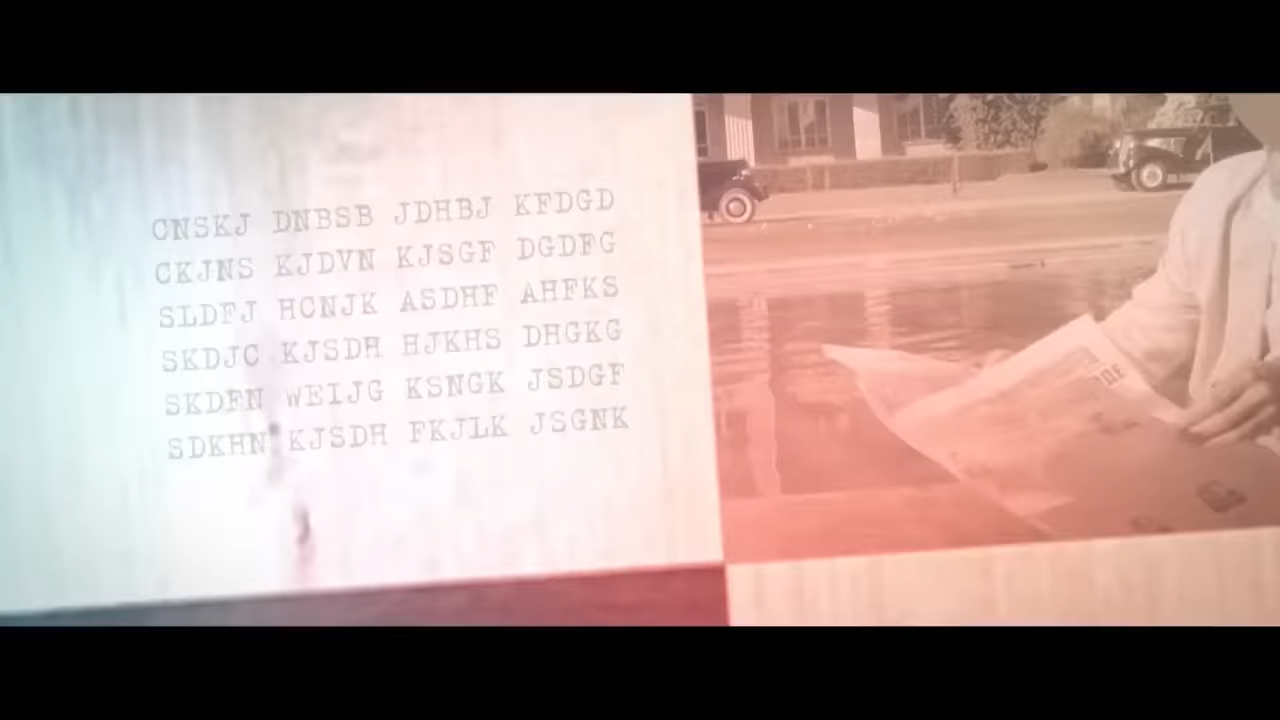 CNSKJ DNBSB JDHBJ KFDGD
CKJNS KJDVN KJSGF DGDFG
SLDFJ HCNJK ASDHF AHFKS
SKDJC KJSDH HJKHS DHGKG
SKDFN WEIJG KSNGK JSDGF
SDKHN KJSDH FKJLK JSGNK